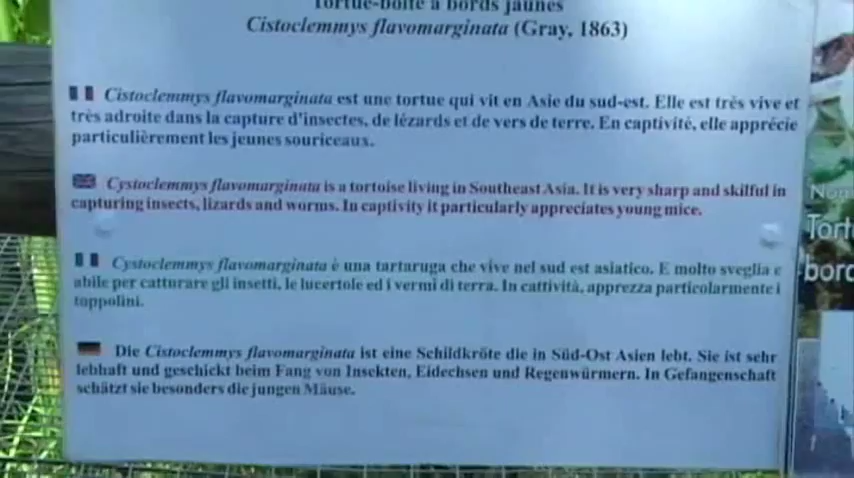 Tortue-boîte à bords jaunes
Cistoclemmys flavomarginata (Gray, 1863)
Cistoclemmys flavomarginata est une tortue qui vit en Asie du sud-est. Elle est très vive et
très adroite dans la capture d'insectes, de lézards et de vers de terre. En captivité, elle apprécie
particulièrement les jeunes souriceaux.
Cystoclemmys flavomarginata is a tortoise living in Southeast Asia. It is very sharp and skilful in
capturing insects, lizards and worms. In captivity it particularly appreciates young mice.
Cystoclemmys flavomarginata è una tartaruga che vive nel sud est asiatico. E molto sveglia e
abile per catturare gli insetti, le lucertole ed i vermi di terra. In cattività, apprezza particolarmente i
toppolini.
Die Cistoclemmys flavomarginata ist eine Schildkröte die in Süd-Ost Asien lebt. Sie ist sehr
lebhaft und geschickt beim Fang von Insekten, Eidechsen und Regenwürmern. In Gefangenschaft
schätzt sie besonders die jungen Mäuse.
Nom
Tort
bord